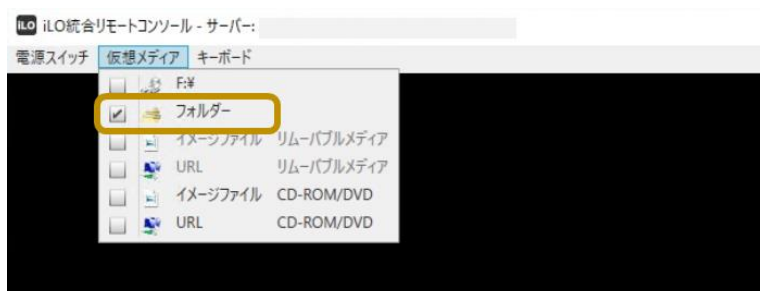 iLO iLO統合リモートコンソール - サーバー:
電源スイッチ 仮想メディア キーボード
F:¥
フォルダー
イメージファイル リムーバブルメディア
URL リムーバブルメディア
イメージファイル CD-ROM/DVD
URL CD-ROM/DVD